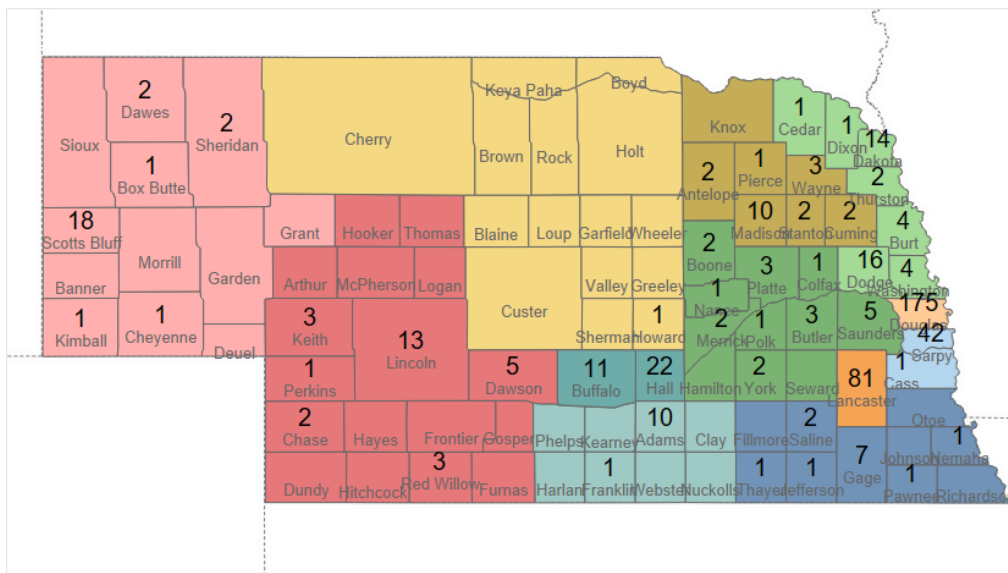 2
Dawes
2
Sheridan
Sioux
1
Box Butte
Cherry
Keya Paha
Boyd
Brown
Rock
Holt
Knox
1
Cedar
1
Dixon
14
Dakota
2
Antelope
1
Pierce
3
Wayne
2
Thurston
18
Scotts Bluff
Morrill
Garden
Grant
Hooker
Thomas
Blaine
Loup
Garfield
Wheeler
10
Madison
2
Stanton
2
Cuming
4
Burt
Banner
Arthur
McPherson
Logan
Custer
Valley
Greeley
2
Boone
3
Platte
1
Colfax
16
Dodge
4
Washington
1
Kimball
1
Cheyenne
Deuel
3
Keith
13
Lincoln
Sherman
1
Howard
1
Nance
2
Merrick
1
Polk
3
Butler
5
Saunders
175
Douglas
42
Sarpy
1
Perkins
5
Dawson
11
Buffalo
22
Hall
Hamilton
2
York
Seward
81
Lancaster
1
Cass
Otoe
2
Chase
Hayes
Frontier
Gosper
Phelps
Kearney
10
Adams
Clay
Fillmore
2
Saline
7
Gage
Johnson
1
Nemaha
Dundy
Hitchcock
3
Red Willow
Furnas
Harlan
1
Franklin
Webster
Nuckolls
1
Thayer
1
Jefferson
1
Pawnee
Richardso